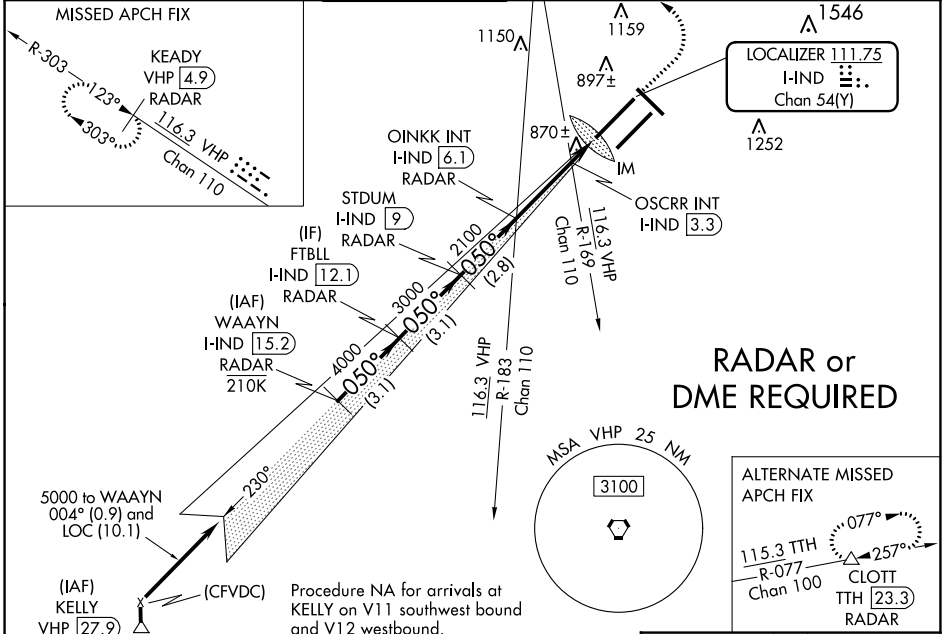 MISSED APCH FIX
R-303
KEADY
VHP 4.9
RADAR
123°
303°
116.3 VHP
Chan 110
1150
1159
897±
870±
1546
LOCALIZER 111.75
I-IND
Chan 54(Y)
1252
IM
OSCRR INT
I-IND 3.3
OINKK INT
I-IND 6.1
RADAR
STDUM
I-IND 9
RADAR
(IF)
FTBLL
I-IND 12.1
RADAR
(IAF)
WAAYN
I-IND 15.2
RADAR
210K
2100
050°
(2.8)
3000
050°
(3.1)
4000
050°
(3.1)
230°
116.3 VHP
R-169
Chan 110
116.3 VHP
R-183
Chan 110
RADAR or
DME REQUIRED
MSA VHP 25 NM
3100
5000 to WAAYN
004° (0.9) and
LOC (10.1)
(IAF)
KELLY
VHP 27.9
(CFVDC)
Procedure NA for arrivals at
KELLY on V11 southwest bound
and V12 westbound.
ALTERNATE MISSED
APCH FIX
077°
257°
115.3 TTH
R-077
Chan 100
CLOTT
TTH 23.3
RADAR